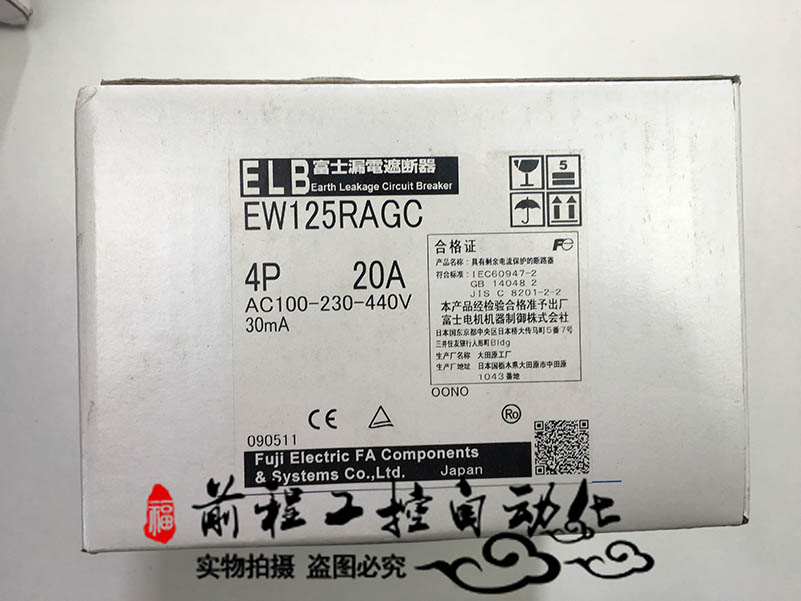 ELB 富士漏電遮断器
Earth Leakage Circuit Breaker
5
EW125RAGC
4P 20A
AC100-230-440V
30mA
合格证 Fe
产品名称: 具有剩余电流保护的断路器
符合标准: IEC60947-2
GB 14048.2
JIS C 8201-2-2
本产品经检验合格准予出厂
富士电机机器制御株式会社
日本国东京都中央区日本桥大传马町5番7号
三井住友银行人形町Bldg
生产厂名称 大田原工厂
生产厂地址 日本国栃木県大田原市中田原
1043番地
OONO
CE
Ro
090511
Fuji Electric FA Components
& Systems Co.,Ltd. Japan
福 前程工控自动化
实物拍摄 盗图必究